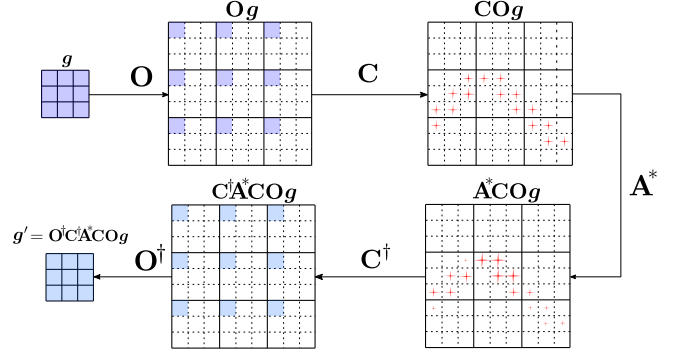 Og
COg
g
O
C
A*
C†A*COg
A*COg
g′ = O†C†A*COg
O†
C†